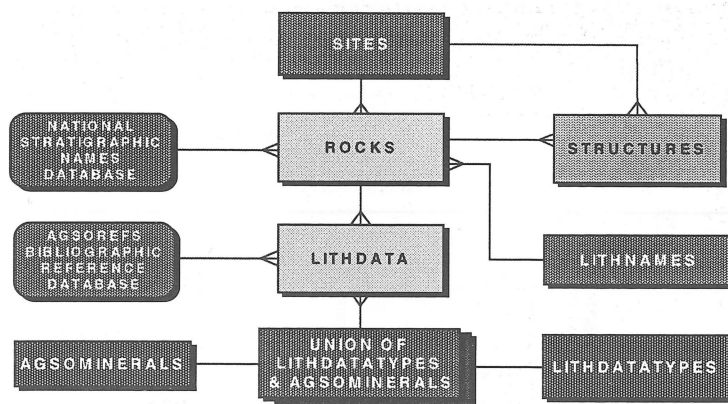 SITES
NATIONAL
STRATIGRAPHIC
NAMES
DATABASE
ROCKS
STRUCTURES
AGSOREFS
BIBLIOGRAPHIC
REFERENCE
DATABASE
LITHDATA
LITHNAMES
AGSOMINERALS
UNION OF
LITHDATATYPES
& AGSOMINERALS
LITHDATATYPES